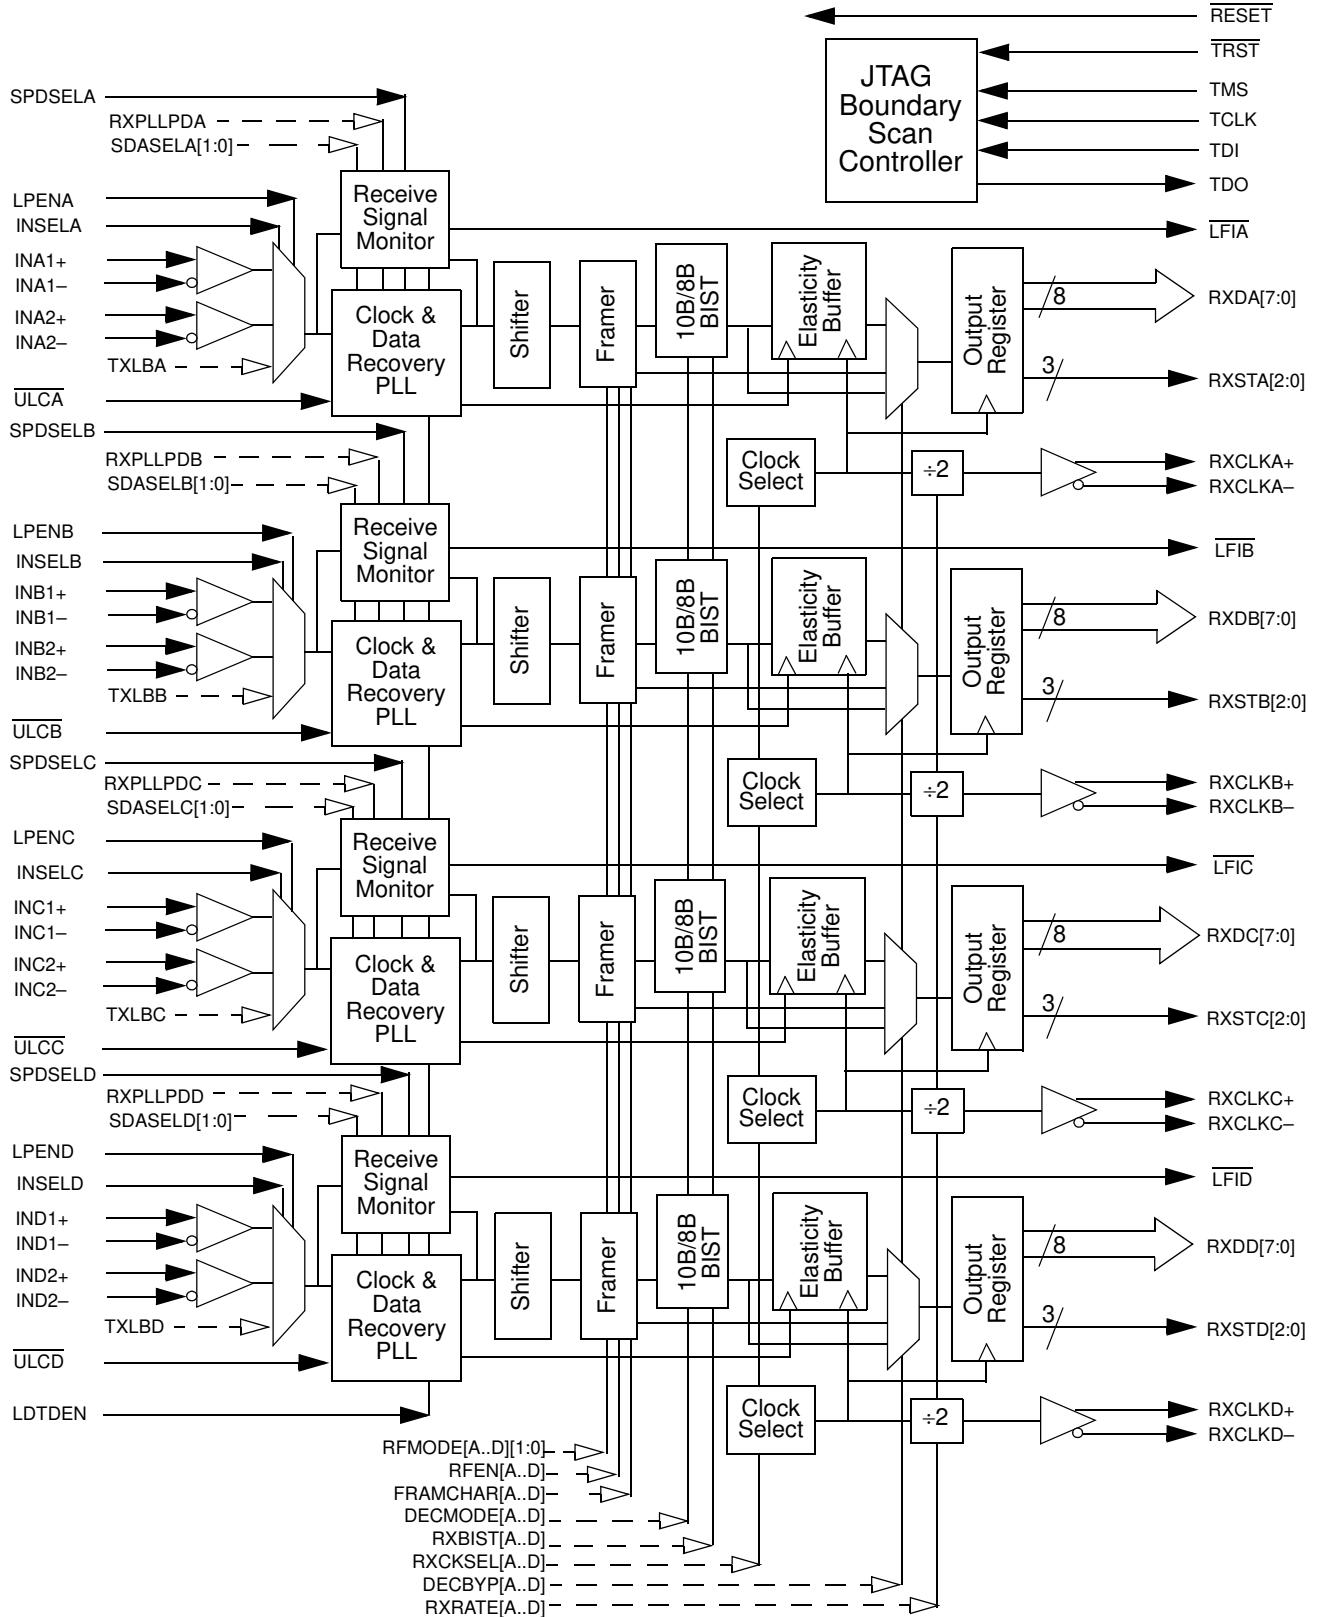 RESET
TRST
TMS
TCLK
TDI
TDO
JTAG
Boundary
Scan
Controller
SPDSELA
RXPLLPDA
SDASELA[1:0]
LPENA
INSELA
INA1+
INA1–
INA2+
INA2–
TXLBA
ULCA
Receive
Signal
Monitor
Clock &
Data
Recovery
PLL
Shifter
Framer
10B/8B
BIST
Elasticity
Buffer
Output
Register
8
3
LFIA
RXDA[7:0]
RXSTA[2:0]
Clock
Select
÷2
RXCLKA+
RXCLKA–
SPDSELB
RXPLLPDB
SDASELB[1:0]
LPENB
INSELB
INB1+
INB1–
INB2+
INB2–
TXLBB
ULCB
Receive
Signal
Monitor
Clock &
Data
Recovery
PLL
Shifter
Framer
10B/8B
BIST
Elasticity
Buffer
Output
Register
8
3
LFIB
RXDB[7:0]
RXSTB[2:0]
Clock
Select
÷2
RXCLKB+
RXCLKB–
SPDSELC
RXPLLPDC
SDASELC[1:0]
LPENC
INSELC
INC1+
INC1–
INC2+
INC2–
TXLBC
ULCC
Receive
Signal
Monitor
Clock &
Data
Recovery
PLL
Shifter
Framer
10B/8B
BIST
Elasticity
Buffer
Output
Register
8
3
LFIC
RXDC[7:0]
RXSTC[2:0]
Clock
Select
÷2
RXCLKC+
RXCLKC–
SPDSELD
RXPLLPDD
SDASELD[1:0]
LPEND
INSELD
IND1+
IND1–
IND2+
IND2–
TXLBD
ULCD
Receive
Signal
Monitor
Clock &
Data
Recovery
PLL
Shifter
Framer
10B/8B
BIST
Elasticity
Buffer
Output
Register
8
3
LFID
RXDD[7:0]
RXSTD[2:0]
Clock
Select
÷2
RXCLKD+
RXCLKD–
LDTDEN
RFMODE[A..D][1:0]
RFEN[A..D]
FRAMCHAR[A..D]
DECMODE[A..D]
RXBIST[A..D]
RXCKSEL[A..D]
DECBYP[A..D]
RXRATE[A..D]